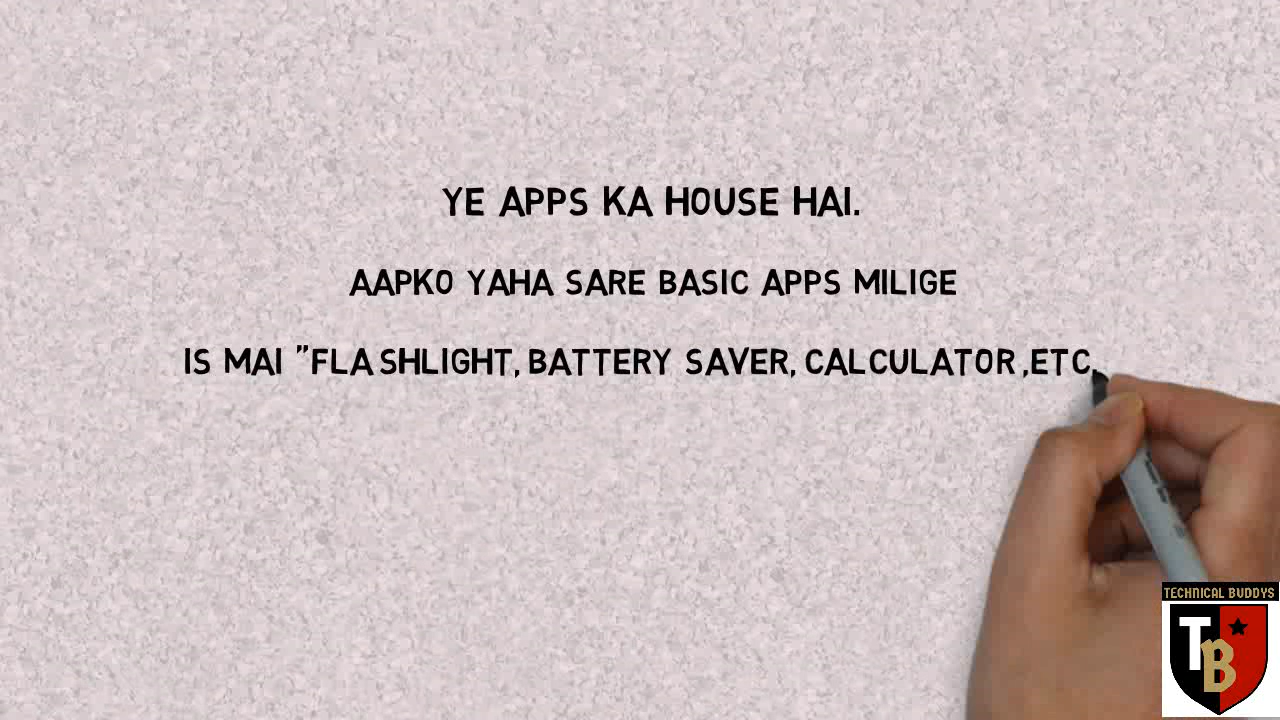 YE APPS KA HOUSE HAI.
AAPKO YAHA SARE BASIC APPS MILIGE
IS MAI "FLASHLIGHT, BATTERY SAVER, CALCULATOR ,ETC.
TECHNICAL BUDDYS
TB